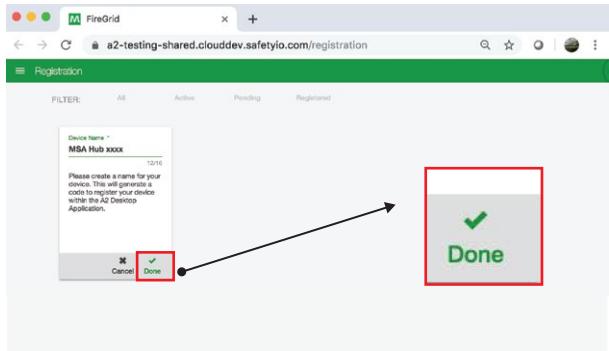 FireGrid
a2-testing-shared.clouddev.safetyio.com/registration
Registration
FILTER: All Active Pending Registered
Device Name *
MSA Hub xxxx
12/16
Please create a name for your
device. This will generate a
code to register your device
within the A2 Desktop
Application.
Cancel Done
Done